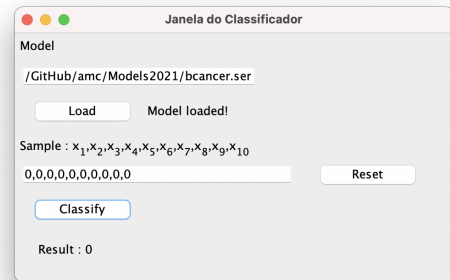 Janela do Classificador
Model
/GitHub/amc/Models2021/bcancer.ser
Load Model loaded!
Sample : x₁,x₂,x₃,x₄,x₅,x₆,x₇,x₈,x₉,x₁₀
0,0,0,0,0,0,0,0,0,0 Reset
Classify
Result : 0